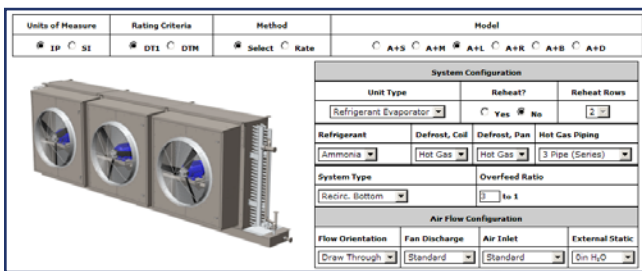 Units of Measure Rating Criteria Method Model
IP SI DT1 DTM Select Rate A+S A+M A+L A+R A+B A+D
System Configuration
Unit Type Reheat? Reheat Rows
Refrigerant Evaporator Yes No 2
Refrigerant Defrost, Coil Defrost, Pan Hot Gas Piping
Ammonia Hot Gas Hot Gas 3 Pipe (Series)
System Type Overfeed Ratio
Recirc. Bottom 3 to 1
Air Flow Configuration
Flow Orientation Fan Discharge Air Inlet External Static
Draw Through Standard Standard 0in H₂O